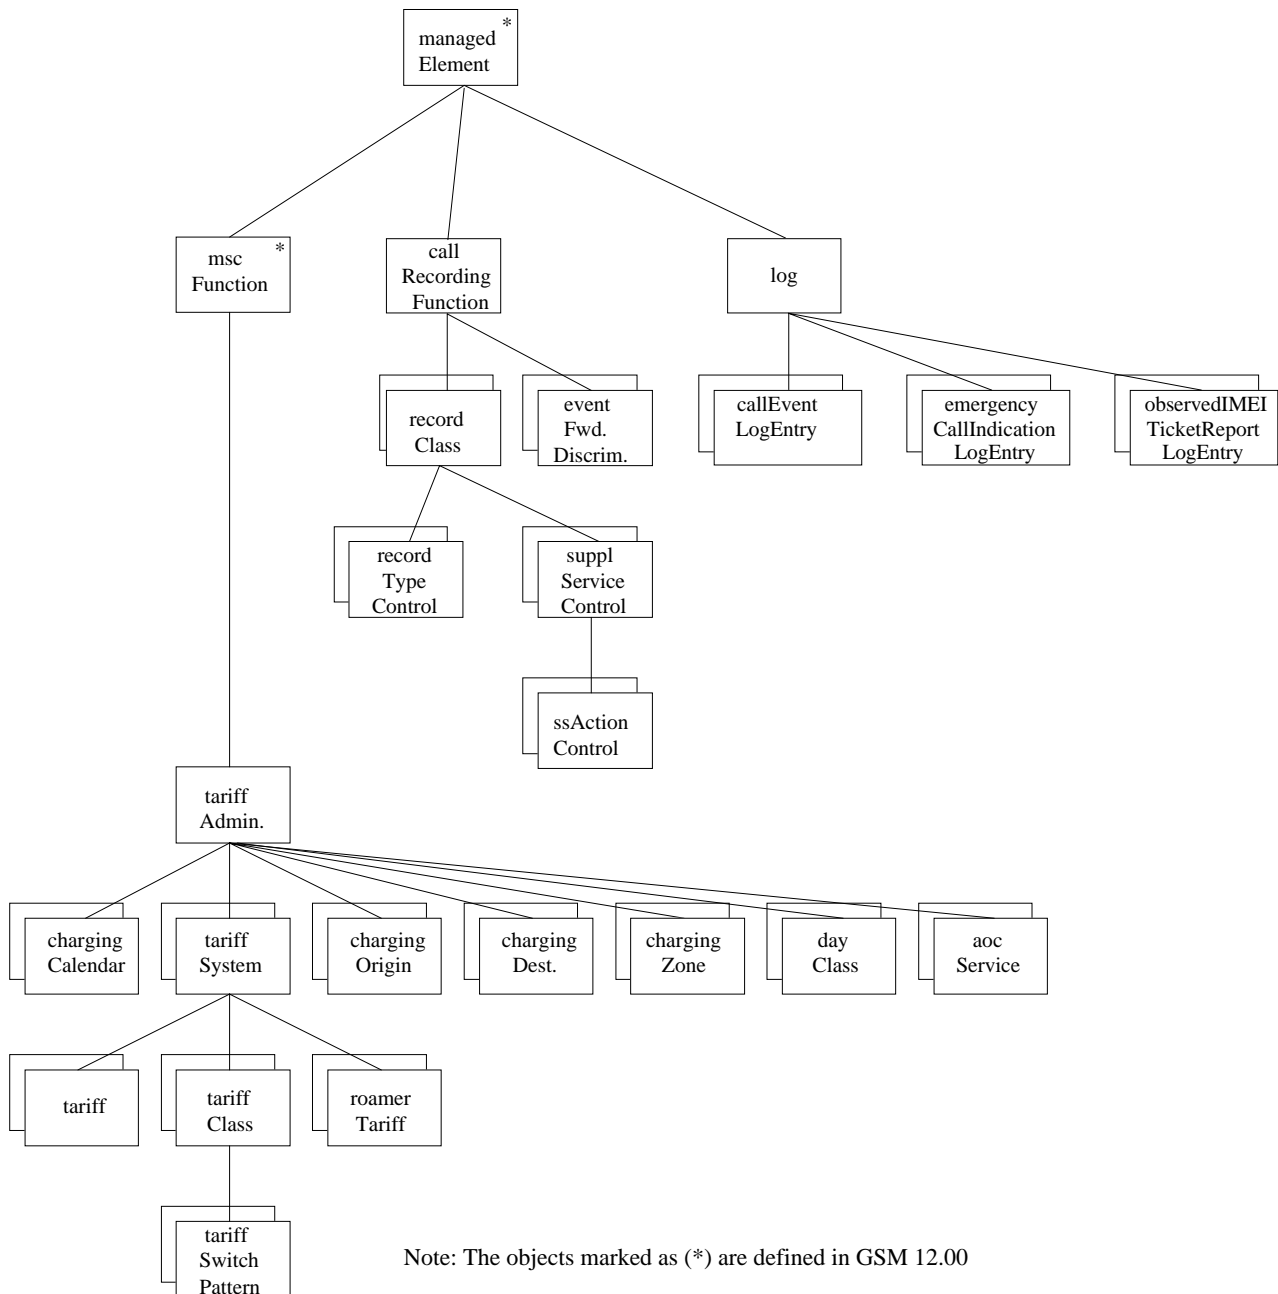 managed *
Element
msc *
Function
call
Recording
Function
log
record
Class
event
Fwd.
Discrim.
callEvent
LogEntry
emergency
CallIndication
LogEntry
observedIMEI
TicketReport
LogEntry
record
Type
Control
suppl
Service
Control
ssAction
Control
tariff
Admin.
charging
Calendar
tariff
System
charging
Origin
charging
Dest.
charging
Zone
day
Class
aoc
Service
tariff
tariff
Class
roamer
Tariff
tariff
Switch
Pattern
Note: The objects marked as (*) are defined in GSM 12.00